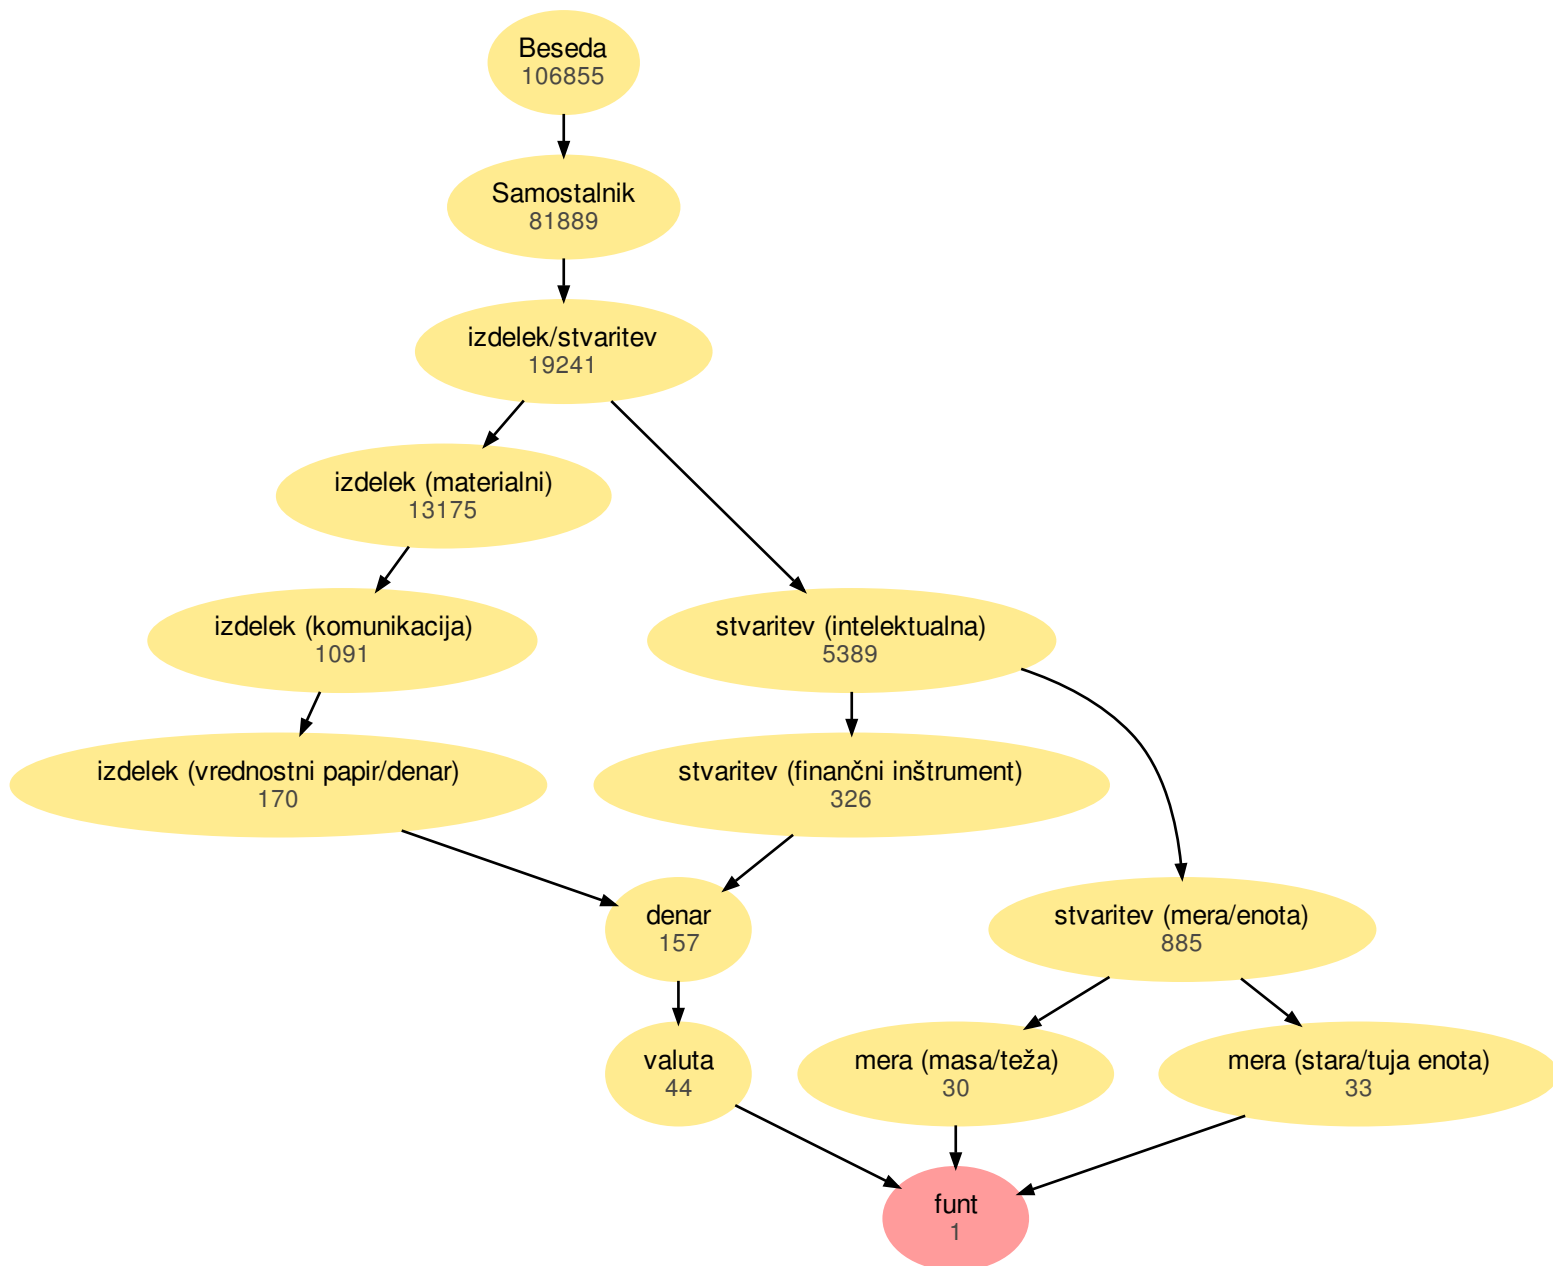 Beseda
106855
Samostalnik
81889
izdelek/stvaritev
19241
izdelek (materialni)
13175
izdelek (komunikacija)
1091
stvaritev (intelektualna)
5389
izdelek (vrednostni papir/denar)
170
stvaritev (finančni inštrument)
326
denar
157
stvaritev (mera/enota)
885
valuta
44
mera (masa/teža)
30
mera (stara/tuja enota)
33
funt
1